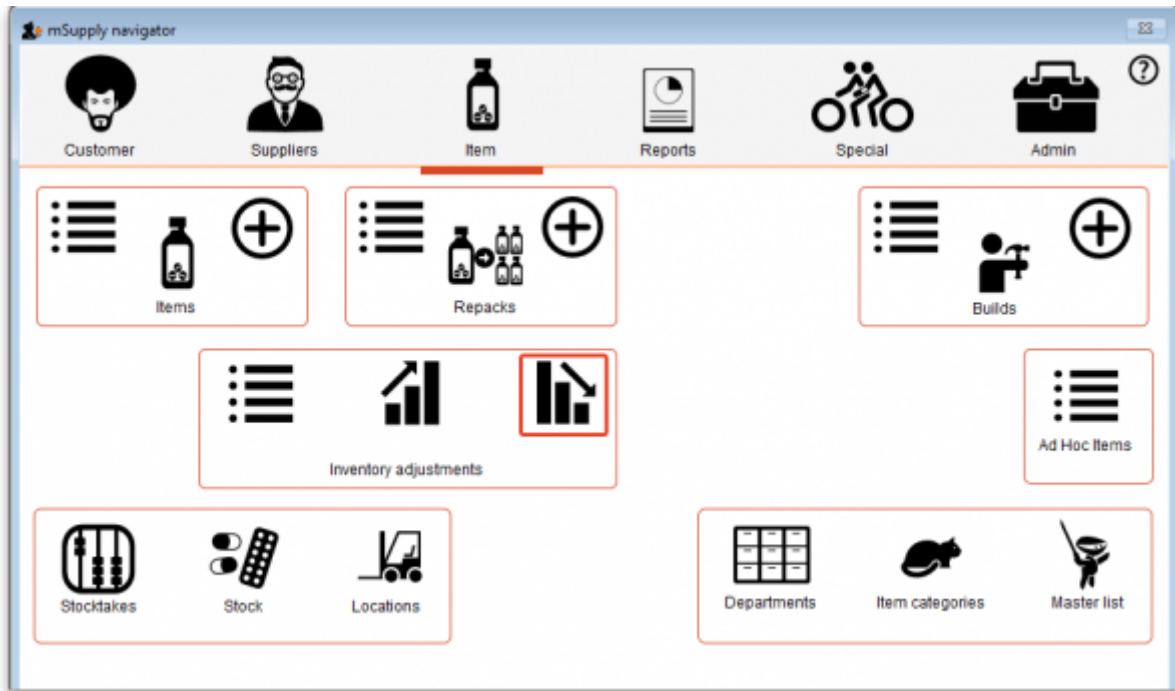 mSupply navigator
Customer
Suppliers
Item
Reports
Special
Admin
Items
Repacks
Builds
Inventory adjustments
Ad Hoc Items
Stocktakes
Stock
Locations
Departments
Item categories
Master list